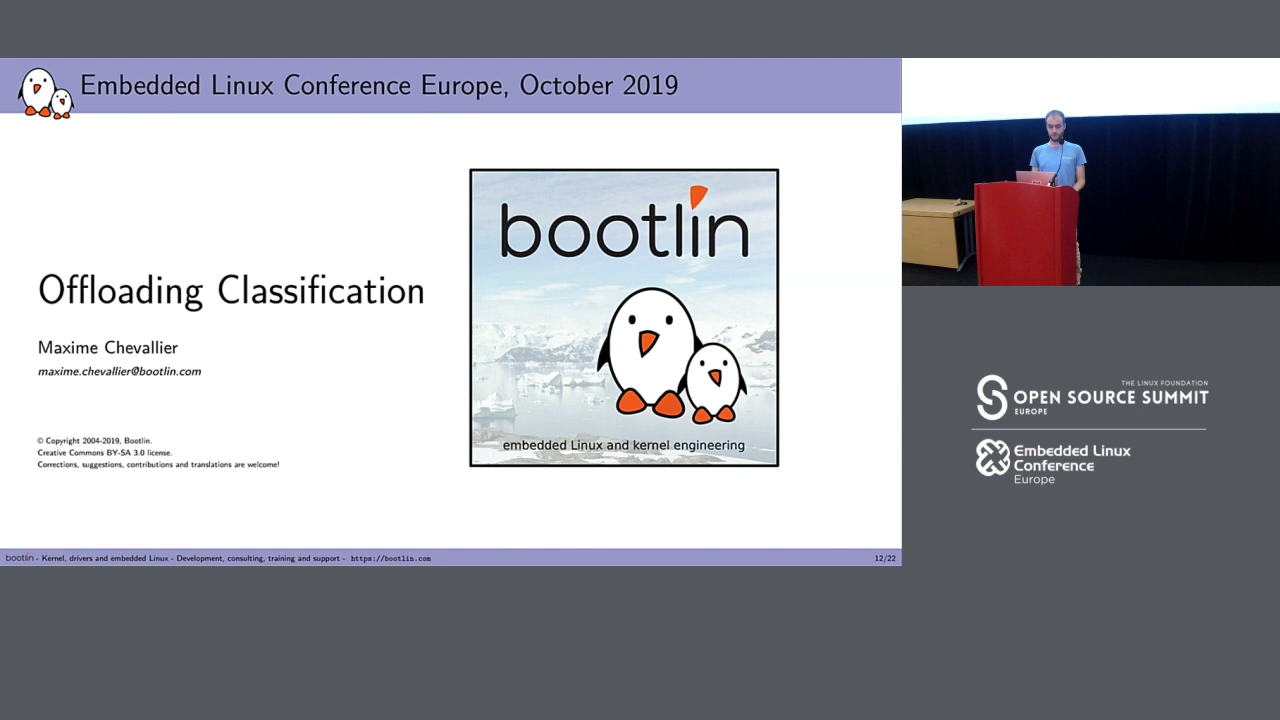 Embedded Linux Conference Europe, October 2019
Offloading Classification
Maxime Chevallier
maxime.chevallier@bootlin.com
© Copyright 2004-2019, Bootlin.
Creative Commons BY-SA 3.0 license.
Corrections, suggestions, contributions and translations are welcome!
bootlin
embedded Linux and kernel engineering
bootlin - Kernel, drivers and embedded Linux - Development, consulting, training and support - https://bootlin.com
12/22
THE LINUX FOUNDATION
OPEN SOURCE SUMMIT
EUROPE
Embedded Linux
Conference
Europe